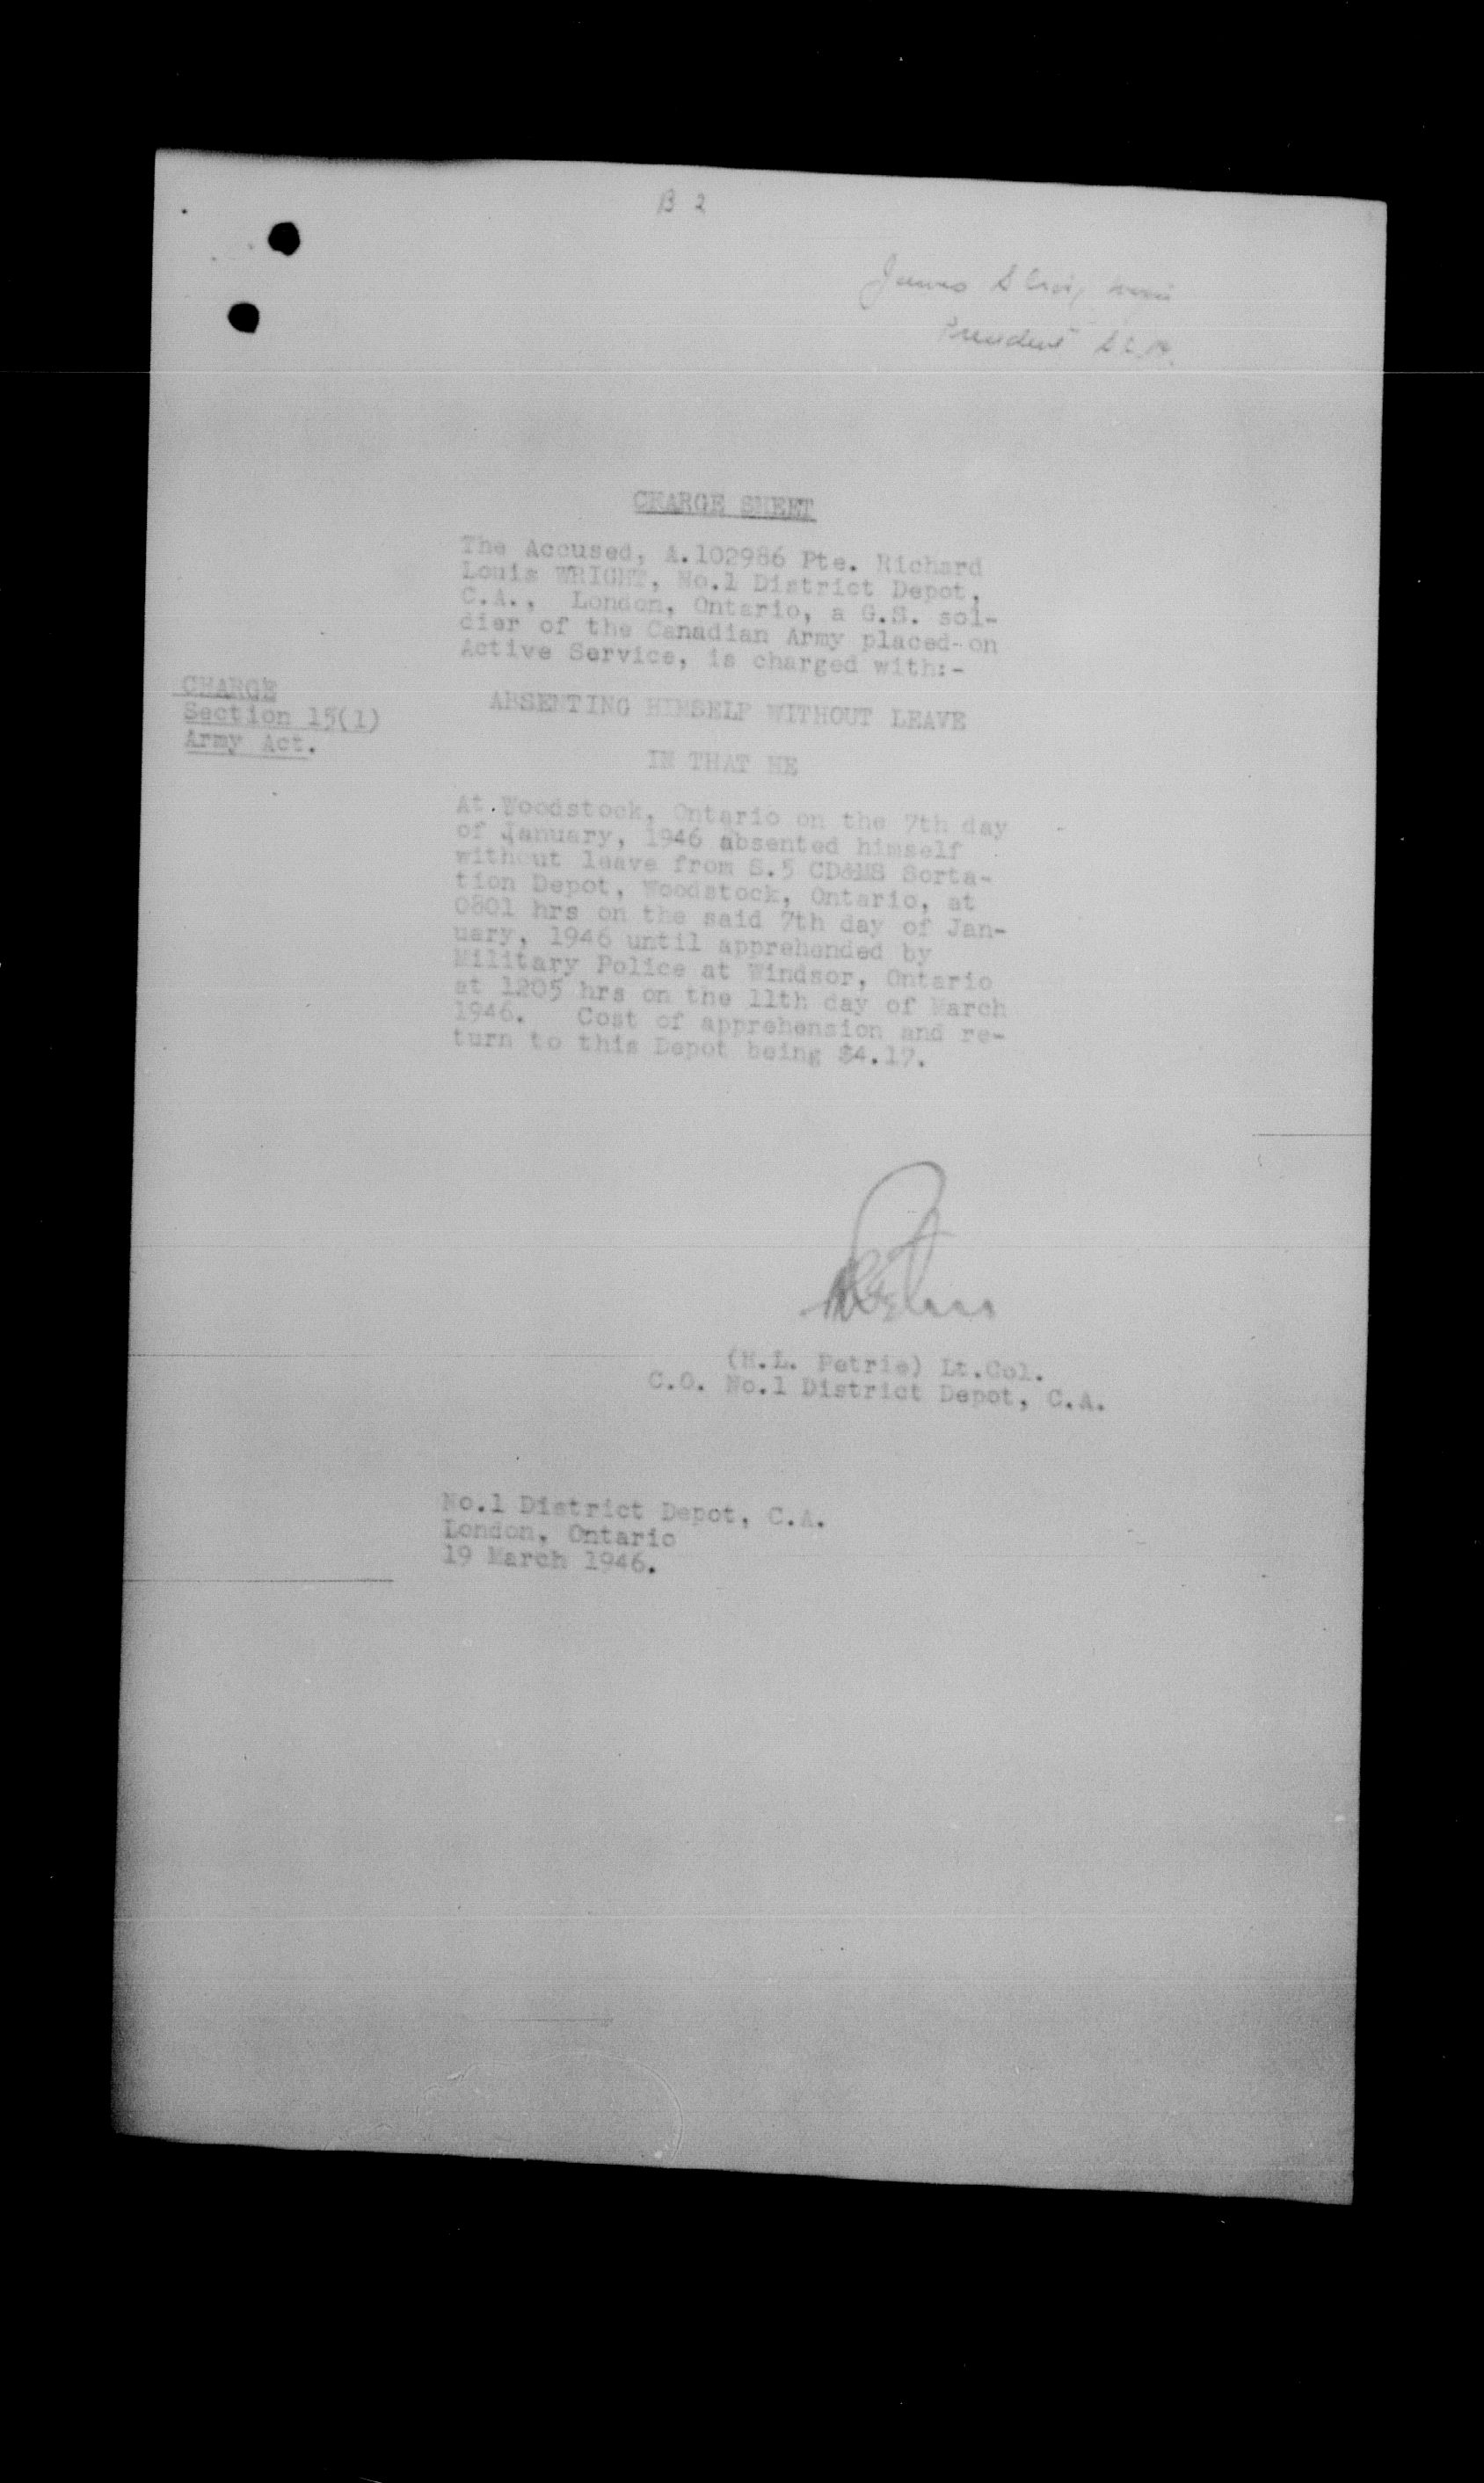 B 2
James
President
CHARGE SHEET
The Accused, A.102986 Pte. Richard
Louis WRIGHT, No.1 District Depot,
C.A., London, Ontario, a G.S. sol-
dier of the Canadian Army placed-on
Active Service, is charged with:-
CHARGE
Section 15(1)
Army Act.
ABSENTING HIMSELF WITHOUT LEAVE
IN THAT HE
At Woodstock, Ontario on the 7th day
of January, 1946 absented himself
without leave from S.5 CD&MS Sorta-
tion Depot, Woodstock, Ontario, at
0801 hrs on the said 7th day of Jan-
uary, 1946 until apprehended by
Military Police at Windsor, Ontario
at 1205 hrs on the 11th day of March
1946. Cost of apprehension and re-
turn to this Depot being $4.17.
(H.L. Petrie) Lt.Col.
C.O. No.1 District Depot, C.A.
No.1 District Depot, C.A.
London, Ontario
19 March 1946.